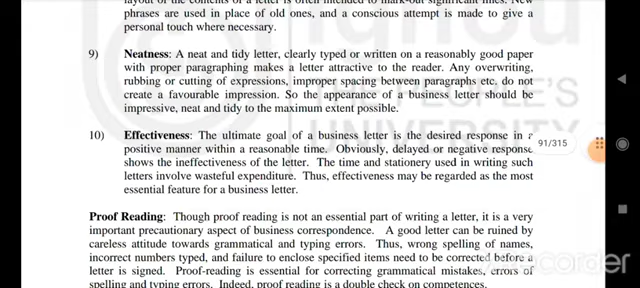 layout of the contents of a letter is often intended to mark-out significant lines. New
phrases are used in place of old ones, and a conscious attempt is made to give a
personal touch where necessary.
9) Neatness: A neat and tidy letter, clearly typed or written on a reasonably good paper
with proper paragraphing makes a letter attractive to the reader. Any overwriting,
rubbing or cutting of expressions, improper spacing between paragraphs etc. do not
create a favourable impression. So the appearance of a business letter should be
impressive, neat and tidy to the maximum extent possible.
10) Effectiveness: The ultimate goal of a business letter is the desired response in a
positive manner within a reasonable time. Obviously, delayed or negative response
shows the ineffectiveness of the letter. The time and stationery used in writing such
letters involve wasteful expenditure. Thus, effectiveness may be regarded as the most
essential feature for a business letter.
91/315
Proof Reading: Though proof reading is not an essential part of writing a letter, it is a very
important precautionary aspect of business correspondence. A good letter can be ruined by
careless attitude towards grammatical and typing errors. Thus, wrong spelling of names,
incorrect numbers typed, and failure to enclose specified items need to be corrected before a
letter is signed. Proof-reading is essential for correcting grammatical mistakes, errors of
spelling and typing errors. Indeed, proof reading is a double check on competences.
PEOPLE'S
UNIVERSITY